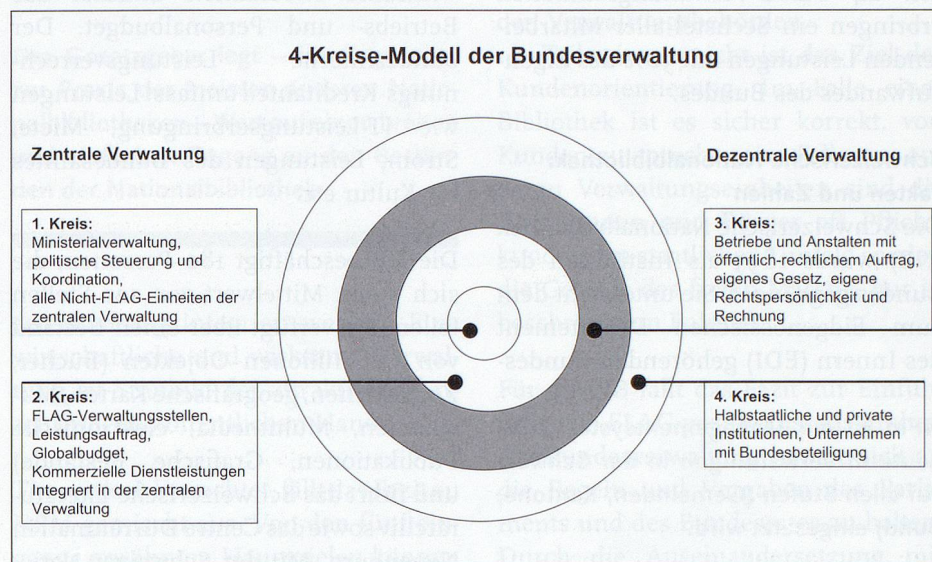 4-Kreise-Modell der Bundesverwaltung
Zentrale Verwaltung
1. Kreis:
Ministerialverwaltung,
politische Steuerung und
Koordination,
alle Nicht-FLAG-Einheiten der
zentralen Verwaltung
2. Kreis:
FLAG-Verwaltungsstellen,
Leistungsauftrag,
Globalbudget,
kommerzielle Dienstleistungen.
Integriert in der zentralen
Verwaltung
Dezentrale Verwaltung
3. Kreis:
Betriebe und Anstalten mit
öffentlich-rechtlichem Auftrag,
eigenes Gesetz, eigene
Rechtspersönlichkeit und
Rechnung
4. Kreis:
Halbstaatliche und private
Institutionen, Unternehmen
mit Bundesbeteiligung